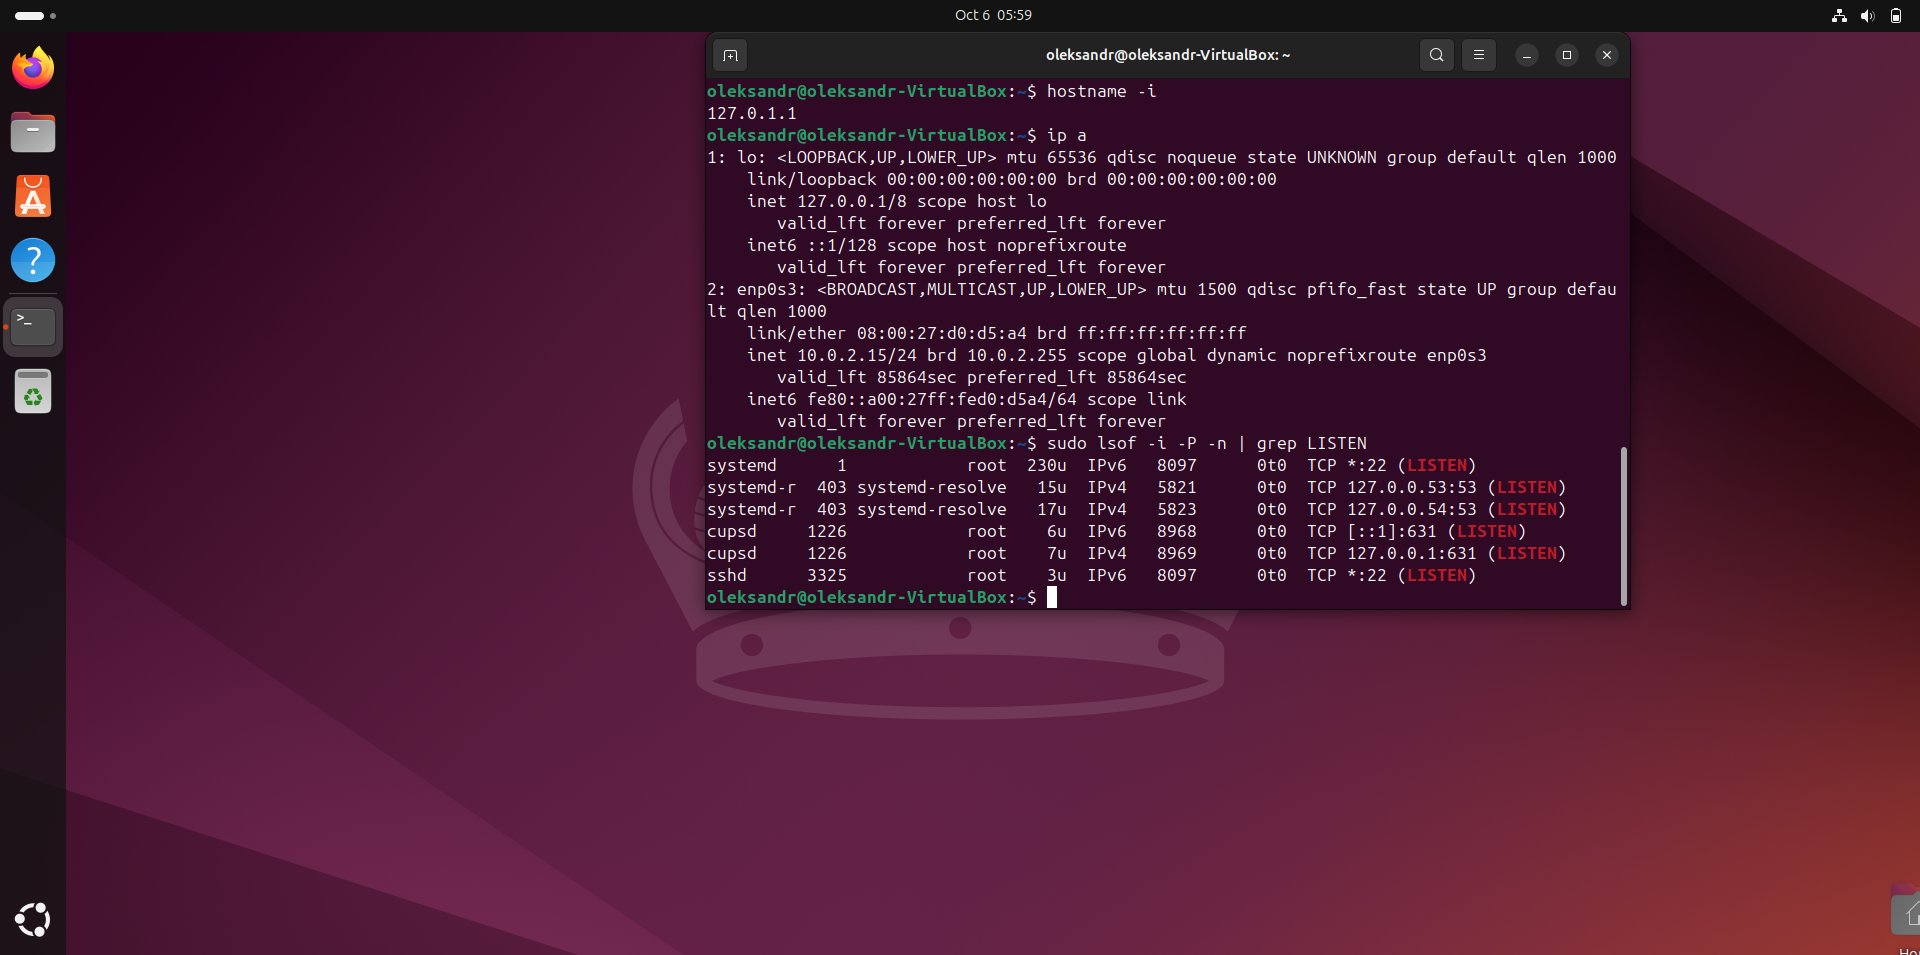 Oct 6 05:59
oleksandr@oleksandr-VirtualBox: ~
oleksandr@oleksandr-VirtualBox:~$ hostname -i
127.0.1.1
oleksandr@oleksandr-VirtualBox:~$ ip a
1: lo: <LOOPBACK,UP,LOWER_UP> mtu 65536 qdisc noqueue state UNKNOWN group default qlen 1000
    link/loopback 00:00:00:00:00:00 brd 00:00:00:00:00:00
    inet 127.0.0.1/8 scope host lo
       valid_lft forever preferred_lft forever
    inet6 ::1/128 scope host noprefixroute
       valid_lft forever preferred_lft forever
2: enp0s3: <BROADCAST,MULTICAST,UP,LOWER_UP> mtu 1500 qdisc pfifo_fast state UP group defau
lt qlen 1000
    link/ether 08:00:27:d0:d5:a4 brd ff:ff:ff:ff:ff:ff
    inet 10.0.2.15/24 brd 10.0.2.255 scope global dynamic noprefixroute enp0s3
       valid_lft 85864sec preferred_lft 85864sec
    inet6 fe80::a00:27ff:fed0:d5a4/64 scope link
       valid_lft forever preferred_lft forever
oleksandr@oleksandr-VirtualBox:~$ sudo lsof -i -P -n | grep LISTEN
systemd      1            root  230u  IPv6   8097      0t0  TCP *:22 (LISTEN)
systemd-r  403 systemd-resolve   15u  IPv4   5821      0t0  TCP 127.0.0.53:53 (LISTEN)
systemd-r  403 systemd-resolve   17u  IPv4   5823      0t0  TCP 127.0.0.54:53 (LISTEN)
cupsd     1226            root    6u  IPv6   8968      0t0  TCP [::1]:631 (LISTEN)
cupsd     1226            root    7u  IPv4   8969      0t0  TCP 127.0.0.1:631 (LISTEN)
sshd      3325            root    3u  IPv6   8097      0t0  TCP *:22 (LISTEN)
oleksandr@oleksandr-VirtualBox:~$